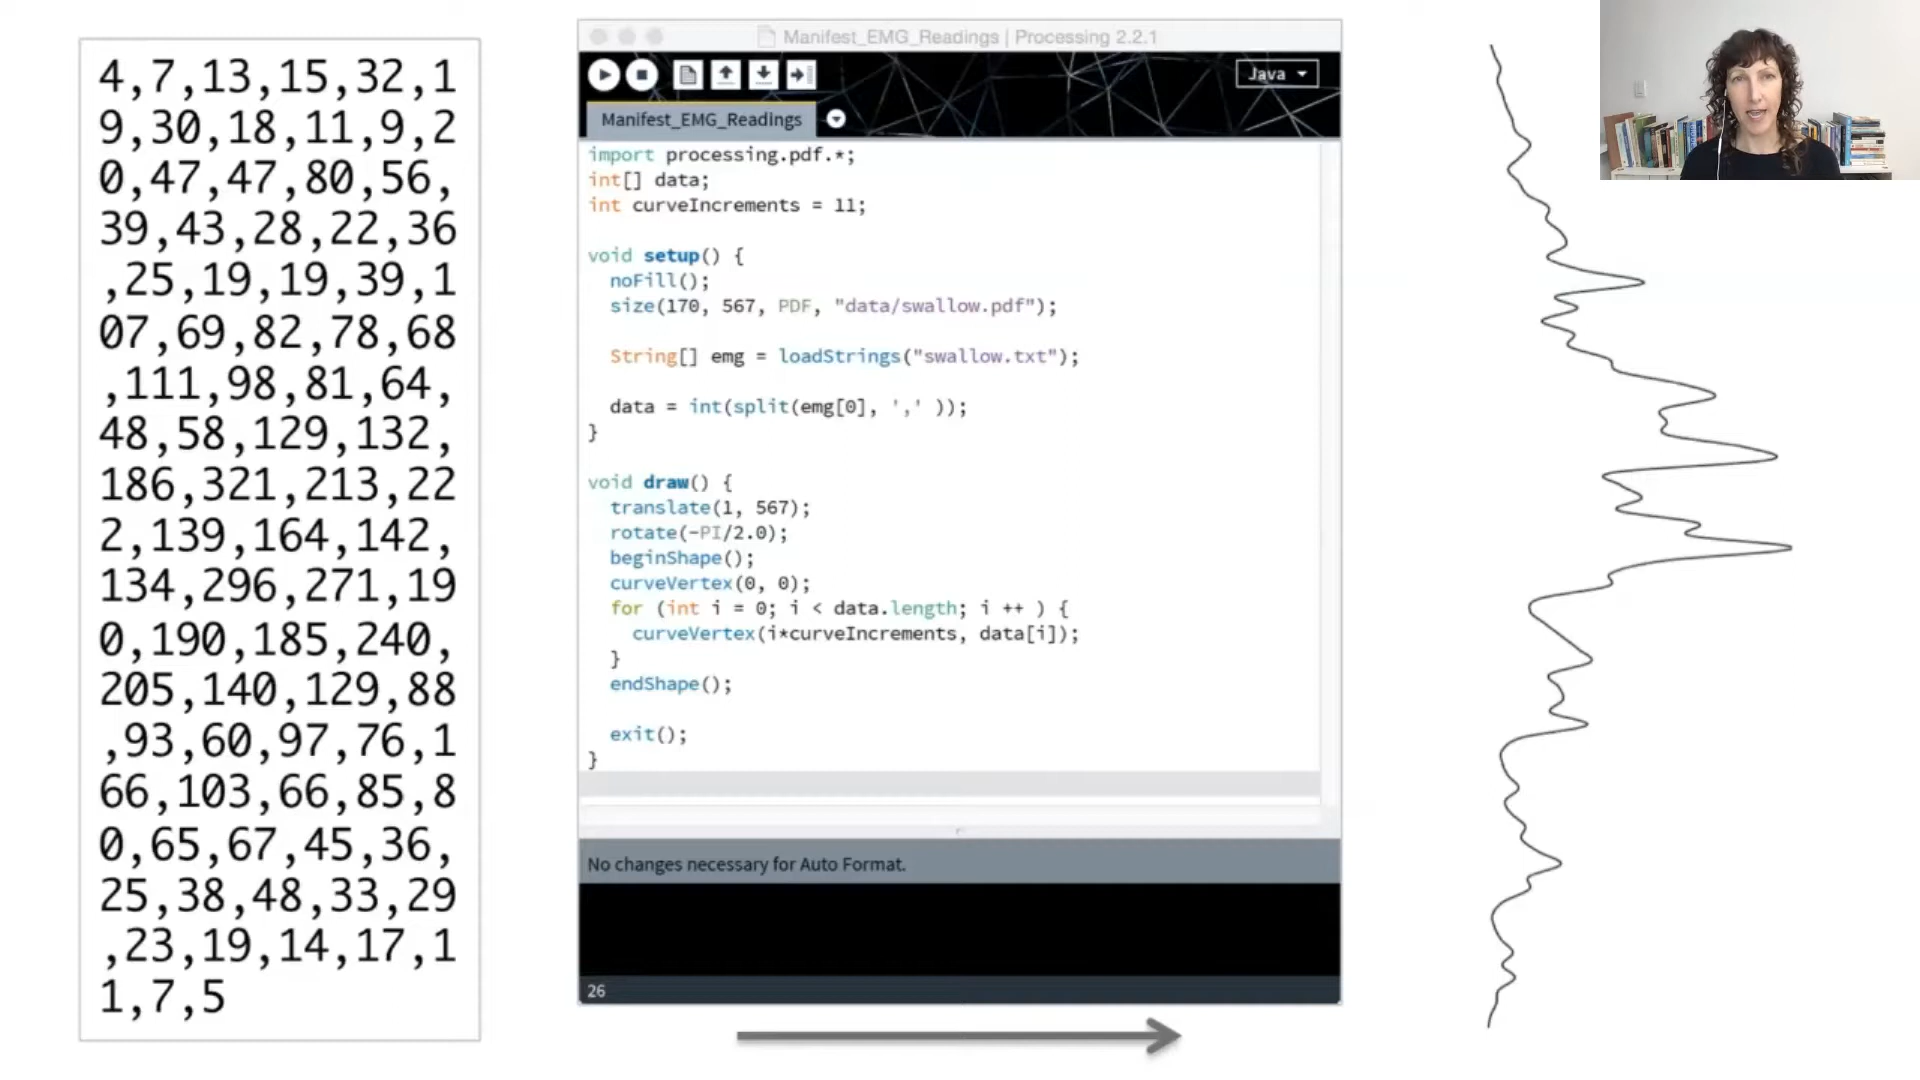 4,7,13,15,32,1
9,30,18,11,9,2
0,47,47,80,56,
39,43,28,22,36
,25,19,19,39,1
07,69,82,78,68
,111,98,81,64,
48,58,129,132,
186,321,213,22
2,139,164,142,
134,296,271,19
0,190,185,240,
205,140,129,88
,93,60,97,76,1
66,103,66,85,8
0,65,67,45,36,
25,38,48,33,29
,23,19,14,17,1
1,7,5
Manifest_EMG_Readings | Processing 2.2.1
Java
Manifest_EMG_Readings
import processing.pdf.*;
int[] data;
int curveIncrements = 11;
void setup() {
noFill();
size(170, 567, PDF, "data/swallow.pdf");
String[] emg = loadStrings("swallow.txt");
data = int(split(emg[0], ',' ));
}
void draw() {
translate(1, 567);
rotate(-PI/2.0);
beginShape();
curveVertex(0, 0);
for (int i = 0; i < data.length; i ++ ) {
curveVertex(i*curveIncrements, data[i]);
}
endShape();
exit();
}
No changes necessary for Auto Format.
26